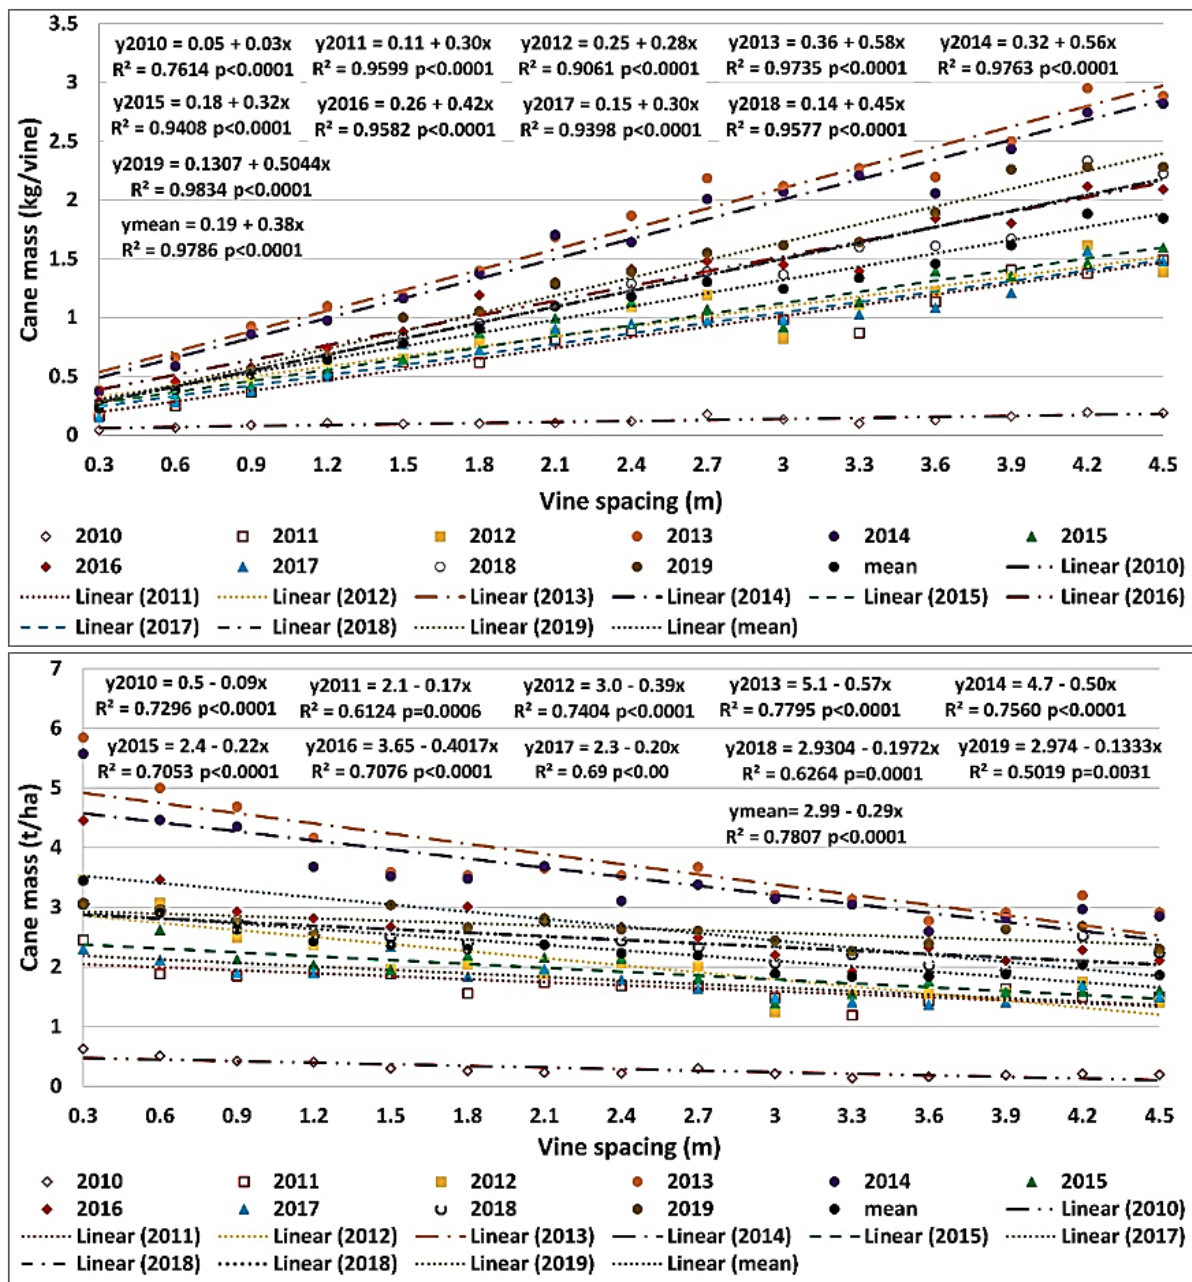 3.5
y2010 = 0.05 + 0.03x
R² = 0.7614 p<0.0001
y2011 = 0.11 + 0.30x
R² = 0.9599 p<0.0001
y2012 = 0.25 + 0.28x
R² = 0.9061 p<0.0001
y2013 = 0.36 + 0.58x
R² = 0.9735 p<0.0001
y2014 = 0.32 + 0.56x
R² = 0.9763 p<0.0001
y2015 = 0.18 + 0.32x
R² = 0.9408 p<0.0001
y2016 = 0.26 + 0.42x
R² = 0.9582 p<0.0001
y2017 = 0.15 + 0.30x
R² = 0.9398 p<0.0001
y2018 = 0.14 + 0.45x
R² = 0.9577 p<0.0001
y2019 = 0.1307 + 0.5044x
R² = 0.9834 p<0.0001
ymean = 0.19 + 0.38x
R² = 0.9786 p<0.0001
3
2.5
2
1.5
1
0.5
0
Cane mass (kg/vine)
0.3 0.6 0.9 1.2 1.5 1.8 2.1 2.4 2.7 3 3.3 3.6 3.9 4.2 4.5
Vine spacing (m)
2010 2011 2012 2013 2014 2015
2016 2017 2018 2019 mean Linear (2010)
Linear (2011) Linear (2012) Linear (2013) Linear (2014) Linear (2015) Linear (2016)
Linear (2017) Linear (2018) Linear (2019) Linear (mean)
7
y2010 = 0.5 - 0.09x
R² = 0.7296 p<0.0001
y2011 = 2.1 - 0.17x
R² = 0.6124 p=0.0006
y2012 = 3.0 - 0.39x
R² = 0.7404 p<0.0001
y2013 = 5.1 - 0.57x
R² = 0.7795 p<0.0001
y2014 = 4.7 - 0.50x
R² = 0.7560 p<0.0001
y2015 = 2.4 - 0.22x
R² = 0.7053 p<0.0001
y2016 = 3.65 - 0.4017x
R² = 0.7076 p<0.0001
y2017 = 2.3 - 0.20x
R² = 0.69 p<0.00
y2018 = 2.9304 - 0.1972x
R² = 0.6264 p=0.0001
y2019 = 2.974 - 0.1333x
R² = 0.5019 p=0.0031
ymean= 2.99 - 0.29x
R² = 0.7807 p<0.0001
6
5
4
3
2
1
0
Cane mass (t/ha)
0.3 0.6 0.9 1.2 1.5 1.8 2.1 2.4 2.7 3 3.3 3.6 3.9 4.2 4.5
Vine spacing (m)
2010 2011 2012 2013 2014 2015
2016 2017 2018 2019 mean Linear (2010)
Linear (2011) Linear (2012) Linear (2013) Linear (2014) Linear (2015) Linear (2017)
Linear (2018) Linear (2018) Linear (2019) Linear (mean)